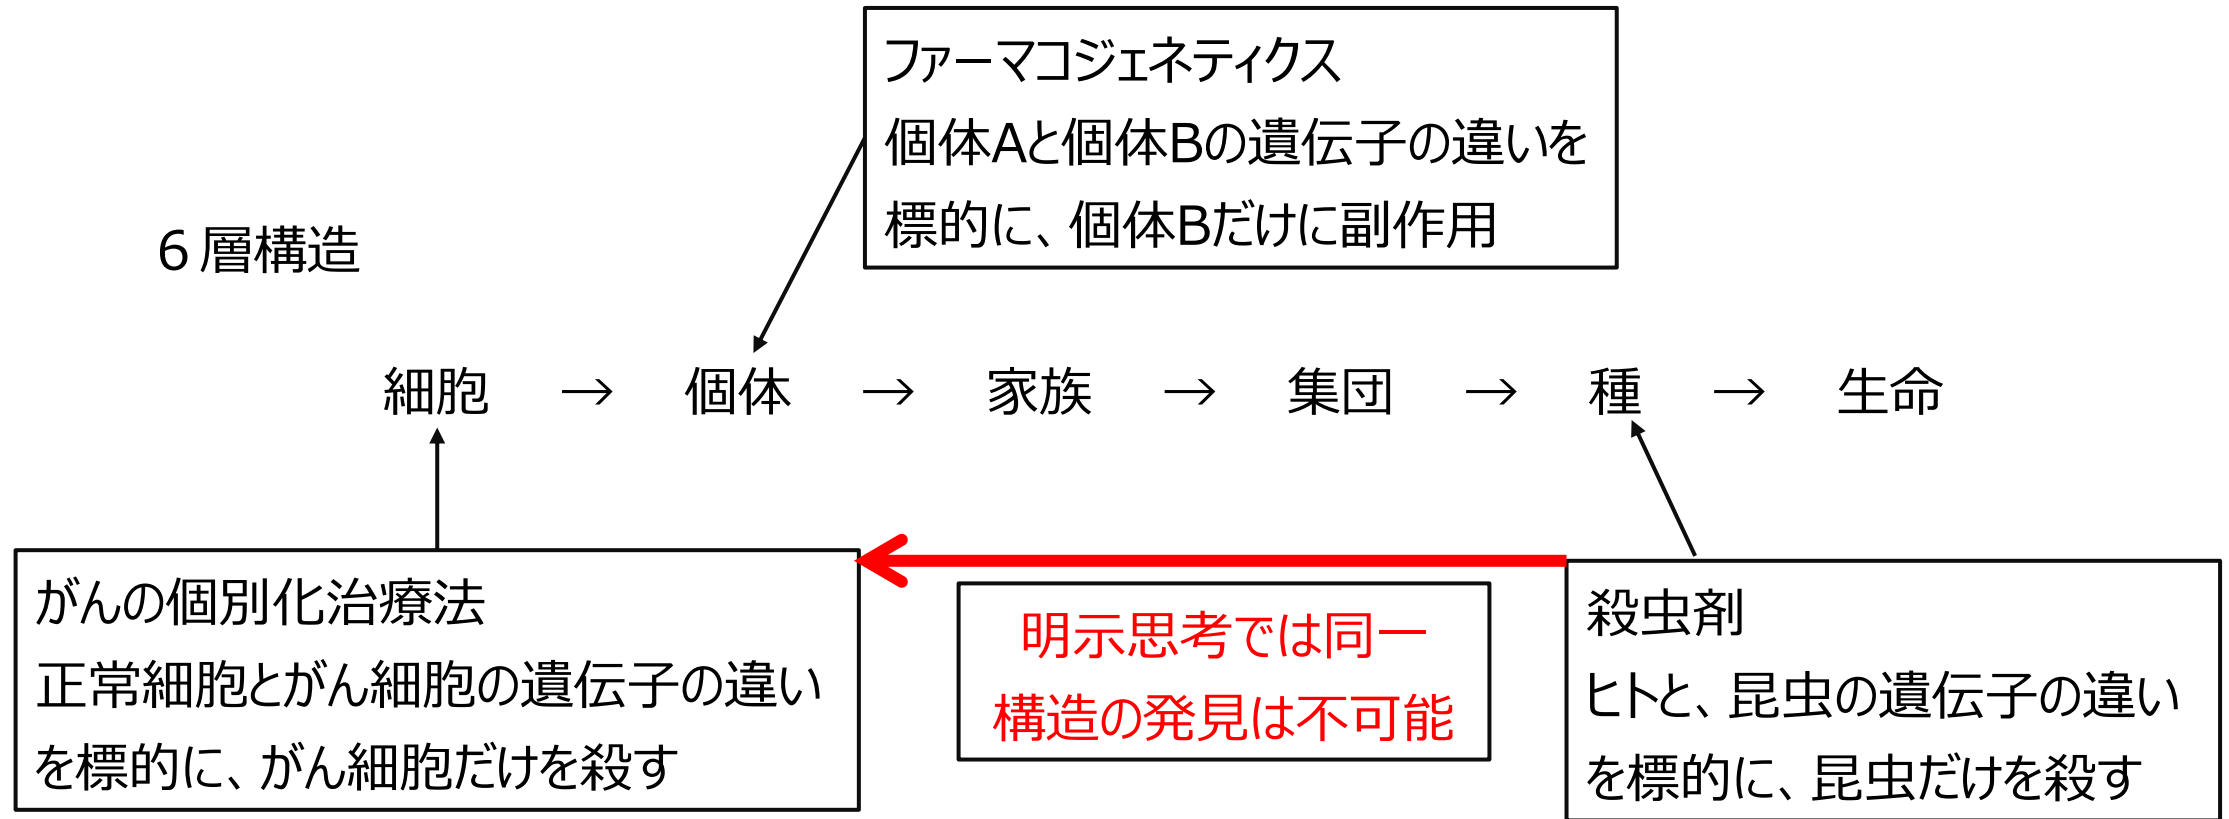 ファーマコジェネティクス
個体Aと個体Bの遺伝子の違いを
標的に、個体Bだけに副作用
６層構造
細胞 → 個体 → 家族 → 集団 → 種 → 生命
がんの個別化治療法
正常細胞とがん細胞の遺伝子の違い
を標的に、がん細胞だけを殺す
明示思考では同一
構造の発見は不可能
殺虫剤
ヒトと、昆虫の遺伝子の違い
を標的に、昆虫だけを殺す